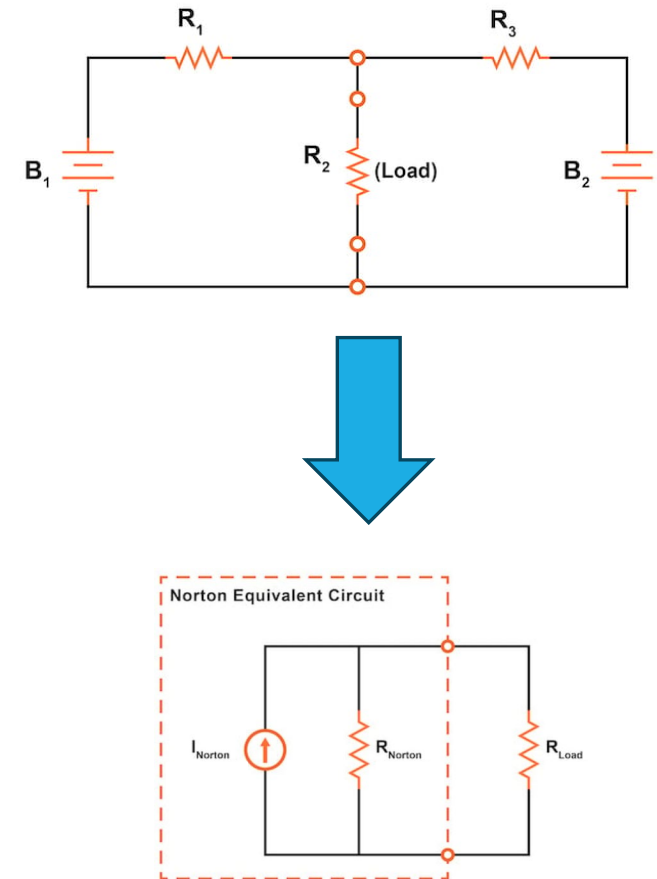 R1
R3
B1
R2
(Load)
B2
Norton Equivalent Circuit
INorton
RNorton
RLoad